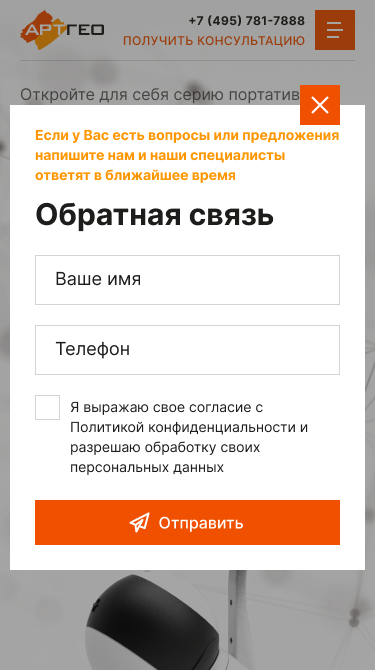 АРТГЕО
+7 (495) 781-7888
ПОЛУЧИТЬ КОНСУЛЬТАЦИЮ
Откройте для себя серию портатив
Если у Вас есть вопросы или предложения
напишите нам и наши специалисты
ответят в ближайшее время
Обратная связь
Ваше имя
Телефон
Я выражаю свое согласие с
Политикой конфиденциальности и
разрешаю обработку своих
персональных данных
Отправить